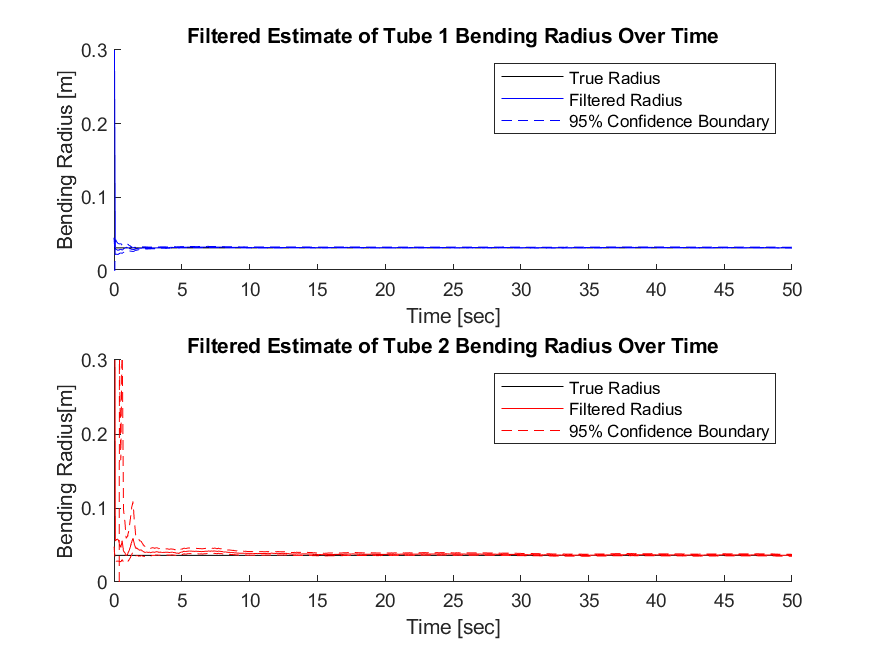 Filtered Estimate of Tube 1 Bending Radius Over Time
0.3
0.2
0.1
0
Bending Radius [m]
True Radius
Filtered Radius
95% Confidence Boundary
0 5 10 15 20 25 30 35 40 45 50
Time [sec]
Filtered Estimate of Tube 2 Bending Radius Over Time
0.3
0.2
0.1
0
Bending Radius[m]
True Radius
Filtered Radius
95% Confidence Boundary
0 5 10 15 20 25 30 35 40 45 50
Time [sec]